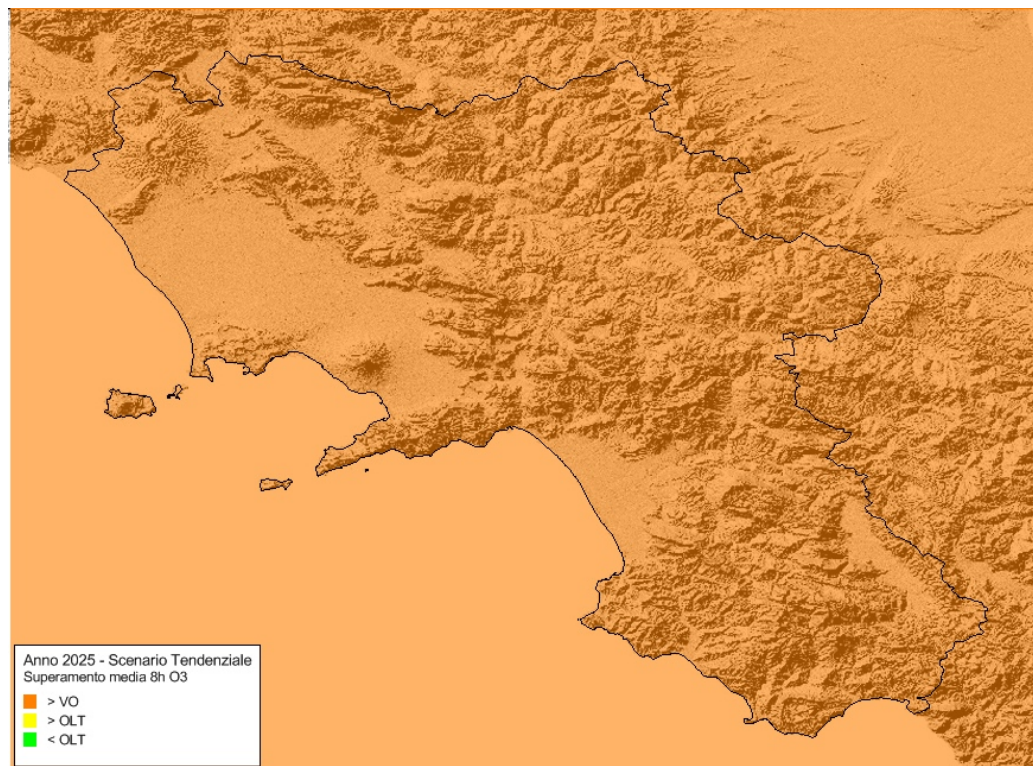 Anno 2025 - Scenario Tendenziale
Superamento media 8h O3
> VO
> OLT
< OLT